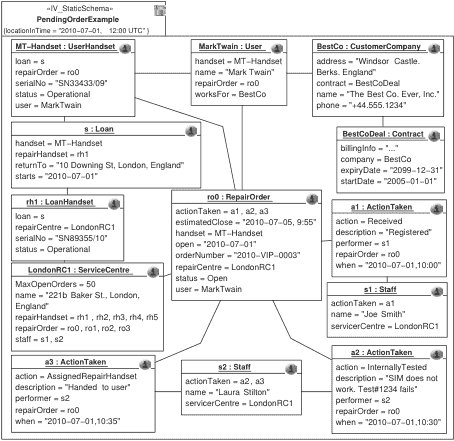 «IV_StaticSchema»
PendingOrderExample
{locationInTime = "2010-07-01, 12:00 UTC" }
MT-Handset : UserHandset
loan = s
repairOrder = ro0
serialNo = "SN33433/09"
status = Operational
user = MarkTwain
MarkTwain : User
handset = MT-Handset
name = "Mark Twain"
repairOrder = ro0
worksFor = BestCo
BestCo : CustomerCompany
address = "Windsor Castle.
Berks. England"
contract = BestCoDeal
name = "The Best Co. Ever, Inc."
phone = "+44.555.1234"
s : Loan
handset = MT-Handset
repairHandset = rh1
returnTo = "10 Downing St, London, England"
starts = "2010-07-01"
BestCoDeal : Contract
billingInfo = "..."
company = BestCo
expiryDate = "2099-12-31"
startDate = "2005-01-01"
rh1 : LoanHandset
loan = s
repairCentre = LondonRC1
serialNo = "SN89355/10"
status = Operational
ro0 : RepairOrder
actionTaken = a1, a2, a3
estimatedClose = "2010-07-05, 9:55"
handset = MT-Handset
open = "2010-07-01"
orderNumber = "2010-VIP-0003"
repairCentre = LondonRC1
status = Open
user = MarkTwain
a1 : ActionTaken
action = Received
description = "Registered"
performer = s1
repairOrder = ro0
when = "2010-07-01,10:00"
LondonRC1 : ServiceCentre
MaxOpenOrders = 50
name = "221b Baker St., London,
England"
repairHandset = rh1 , rh2, rh3, rh4, rh5
repairOrder = ro0, ro1, ro2, ro3
staff = s1, s2
s1 : Staff
actionTaken = a1
name = "Joe Smith"
servicerCentre = LondonRC1
a3 : ActionTaken
action = AssignedRepairHandset
description = "Handed to user"
performer = s2
repairOrder = ro0
when = "2010-07-01,10:35"
s2 : Staff
actionTaken = a2, a3
name = "Laura Stilton"
servicerCentre = LondonRC1
a2 : ActionTaken
action = InternallyTested
description = "SIM does not
work. Test#1234 fails"
performer = s2
repairOrder = ro0
when = "2010-07-01,10:30"